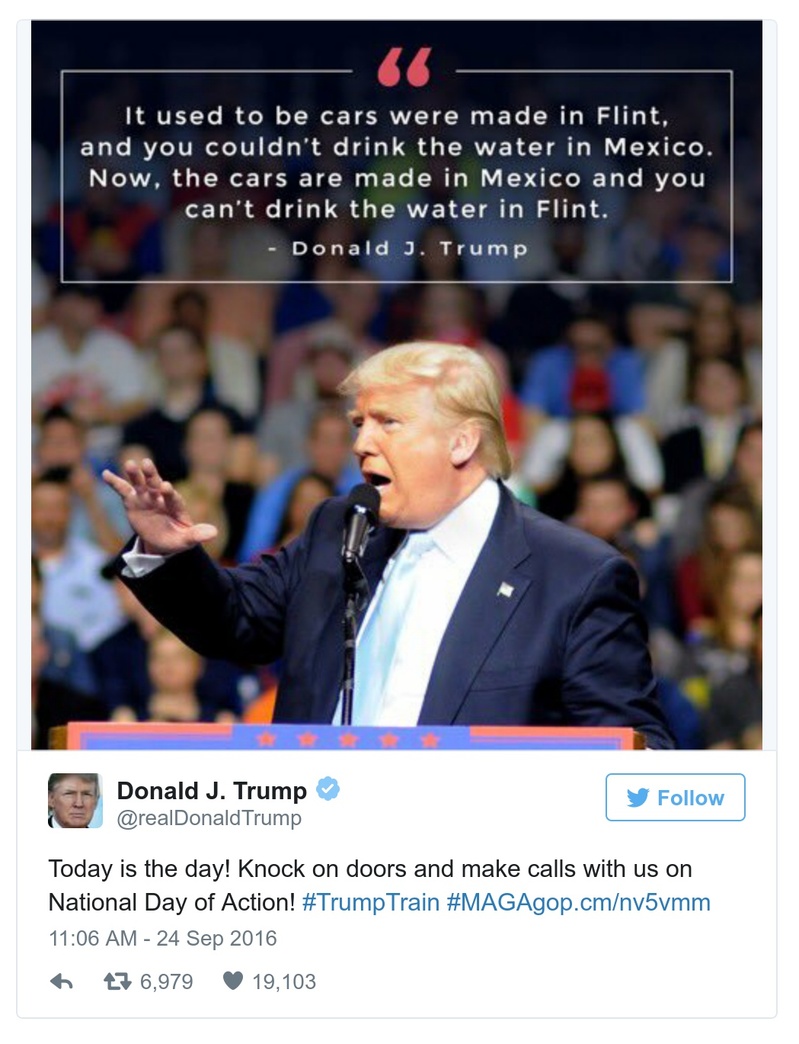 “
It used to be cars were made in Flint,
and you couldn't drink the water in Mexico.
Now, the cars are made in Mexico and you
can't drink the water in Flint.
- Donald J. Trump
Donald J. Trump
@realDonaldTrump
Follow
Today is the day! Knock on doors and make calls with us on
National Day of Action! #TrumpTrain #MAGAgop.cm/nv5vmm
11:06 AM - 24 Sep 2016
6,979 19,103